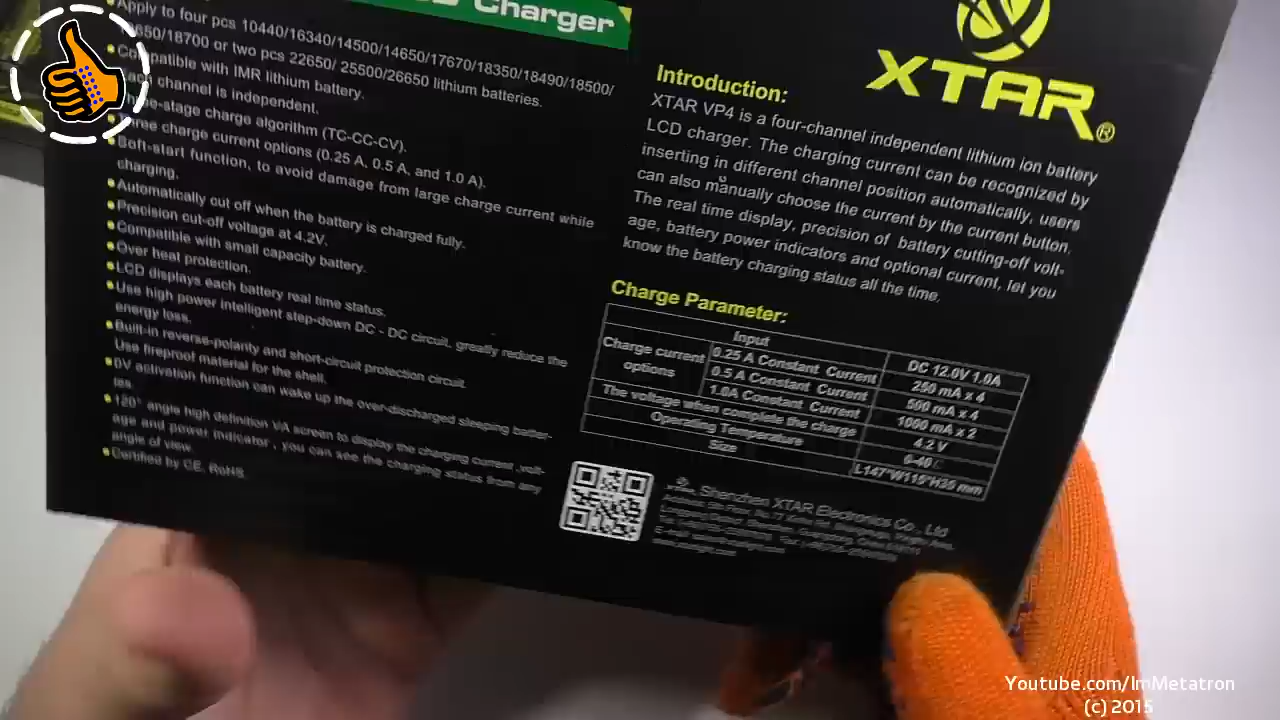 Charger
Apply to four pcs 10440/16340/14500/14650/17670/18350/18490/18500/
650/18700 or two pcs 22650/ 25500/26650 lithium batteries.
Compatible with IMR lithium battery.
channel is independent.
-stage charge algorithm (TC-CC-CV).
Three charge current options (0.25 A, 0.5 A, and 1.0 A).
Soft-start function, to avoid damage from large charge current while
charging.
Automatically cut off when the battery is charged fully.
Precision cut-off voltage at 4.2V.
Compatible with small capacity battery.
Over heat protection.
LCD displays each battery real time status.
Use high power intelligent step-down DC - DC circuit, greatly reduce the
energy loss.
Built-in reverse-polarity and short-circuit protection circuit.
Use fireproof material for the shell.
0V activation function can wake up the over-discharged sleeping batter-
ies.
120° angle high definition VA screen to display the charging current ,volt-
age and power indicator , you can see the charging status from any
angle of view.
Certified by CE, RoHS.
XTAR®
Introduction:
XTAR VP4 is a four-channel independent lithium ion battery
LCD charger. The charging current can be recognized by
inserting in different channel position automatically, users
can also manually choose the current by the current button.
The real time display, precision of battery cutting-off volt-
age, battery power indicators and optional current, let you
know the battery charging status all the time.
Charge Parameter:
Input DC 12.0V 1.0A
Charge current options 0.25 A Constant Current 250 mA x 4
0.5 A Constant Current 500 mA x 4
1.0A Constant Current 1000 mA x 2
The voltage when complete the charge 4.2 V
Operating Temperature 0-40
Size L147*W115*H35 mm
Shenzhen XTAR Electronics Co., Ltd
Youtube.com/ImMetatron
(c) 2015